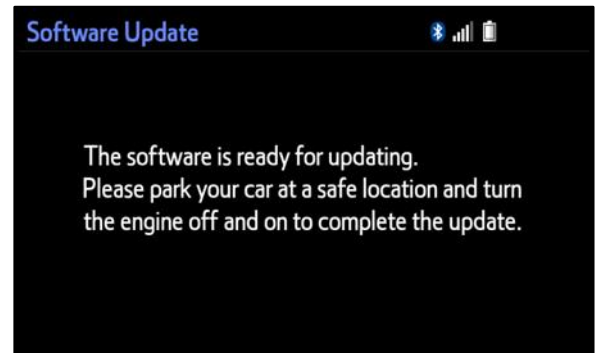 Software Update
The software is ready for updating.
Please park your car at a safe location and turn
the engine off and on to complete the update.